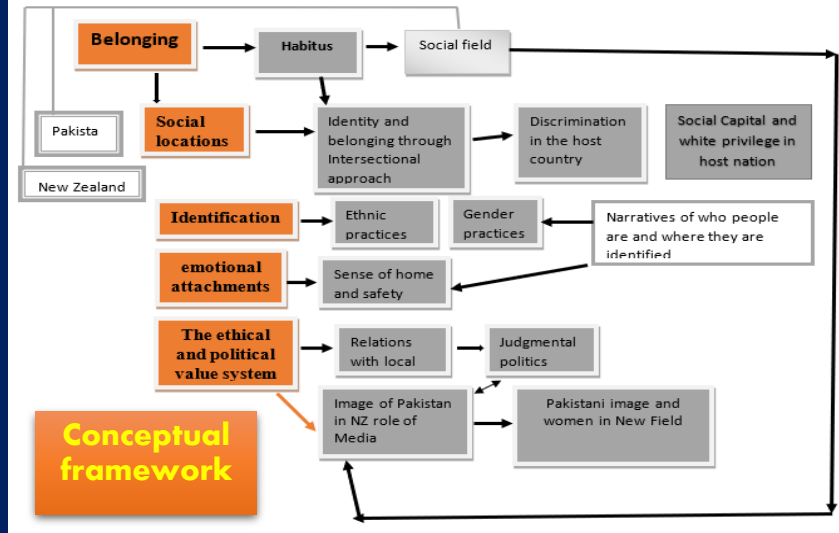 Belonging
Habitus
Social field
Pakista
New Zealand
Social
locations
Identity and
belonging through
Intersectional
approach
Discrimination
in the host
country
Social Capital and
white privilege in
host nation
Identification
Ethnic
practices
Gender
practices
Narratives of who people
are and where they are
identified
emotional
attachments
Sense of home
and safety
The ethical
and political
value system
Relations
with local
Judgmental
politics
Image of Pakistan
in NZ role of
Media
Pakistani image and
women in New Field
Conceptual
framework